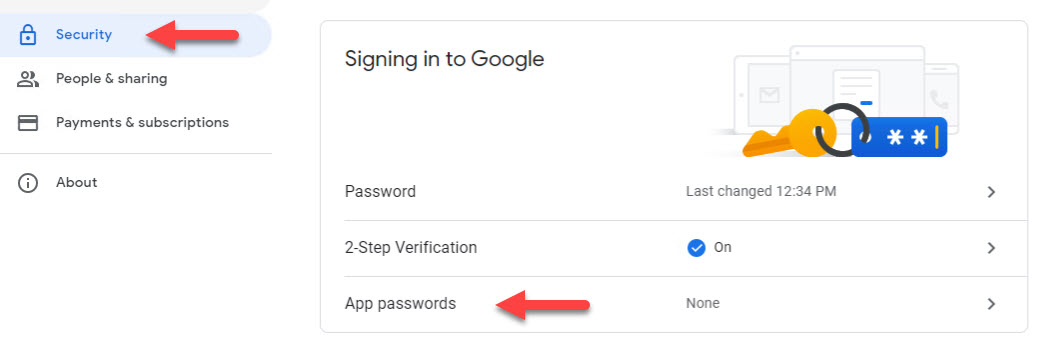 Security
People & sharing
Payments & subscriptions
About
Signing in to Google
**
Password Last changed 12:34 PM
2-Step Verification On
App passwords None